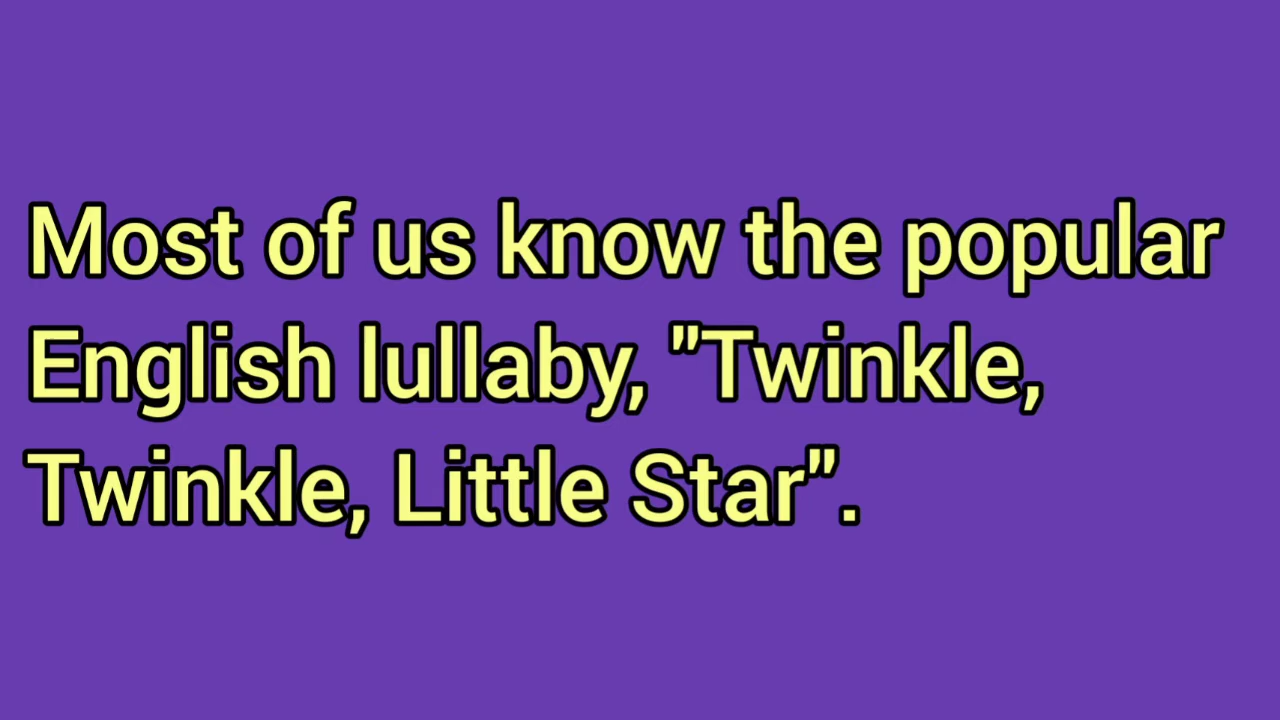 Most of us know the popular
English lullaby, "Twinkle,
Twinkle, Little Star".